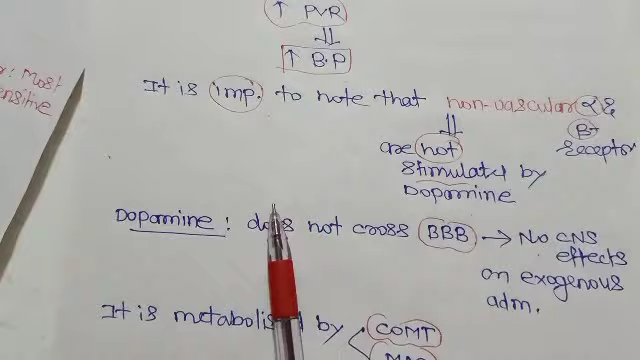 ↑ PVR
⇓
↑ B.P
: Most
It is imp. to note that non-vascular α &
β- receptor
are not
stimulated by
Dopamine
Dopamine : does not cross BBB → No CNS
effects
on exogenous
adm.
It is metabolised by COMT